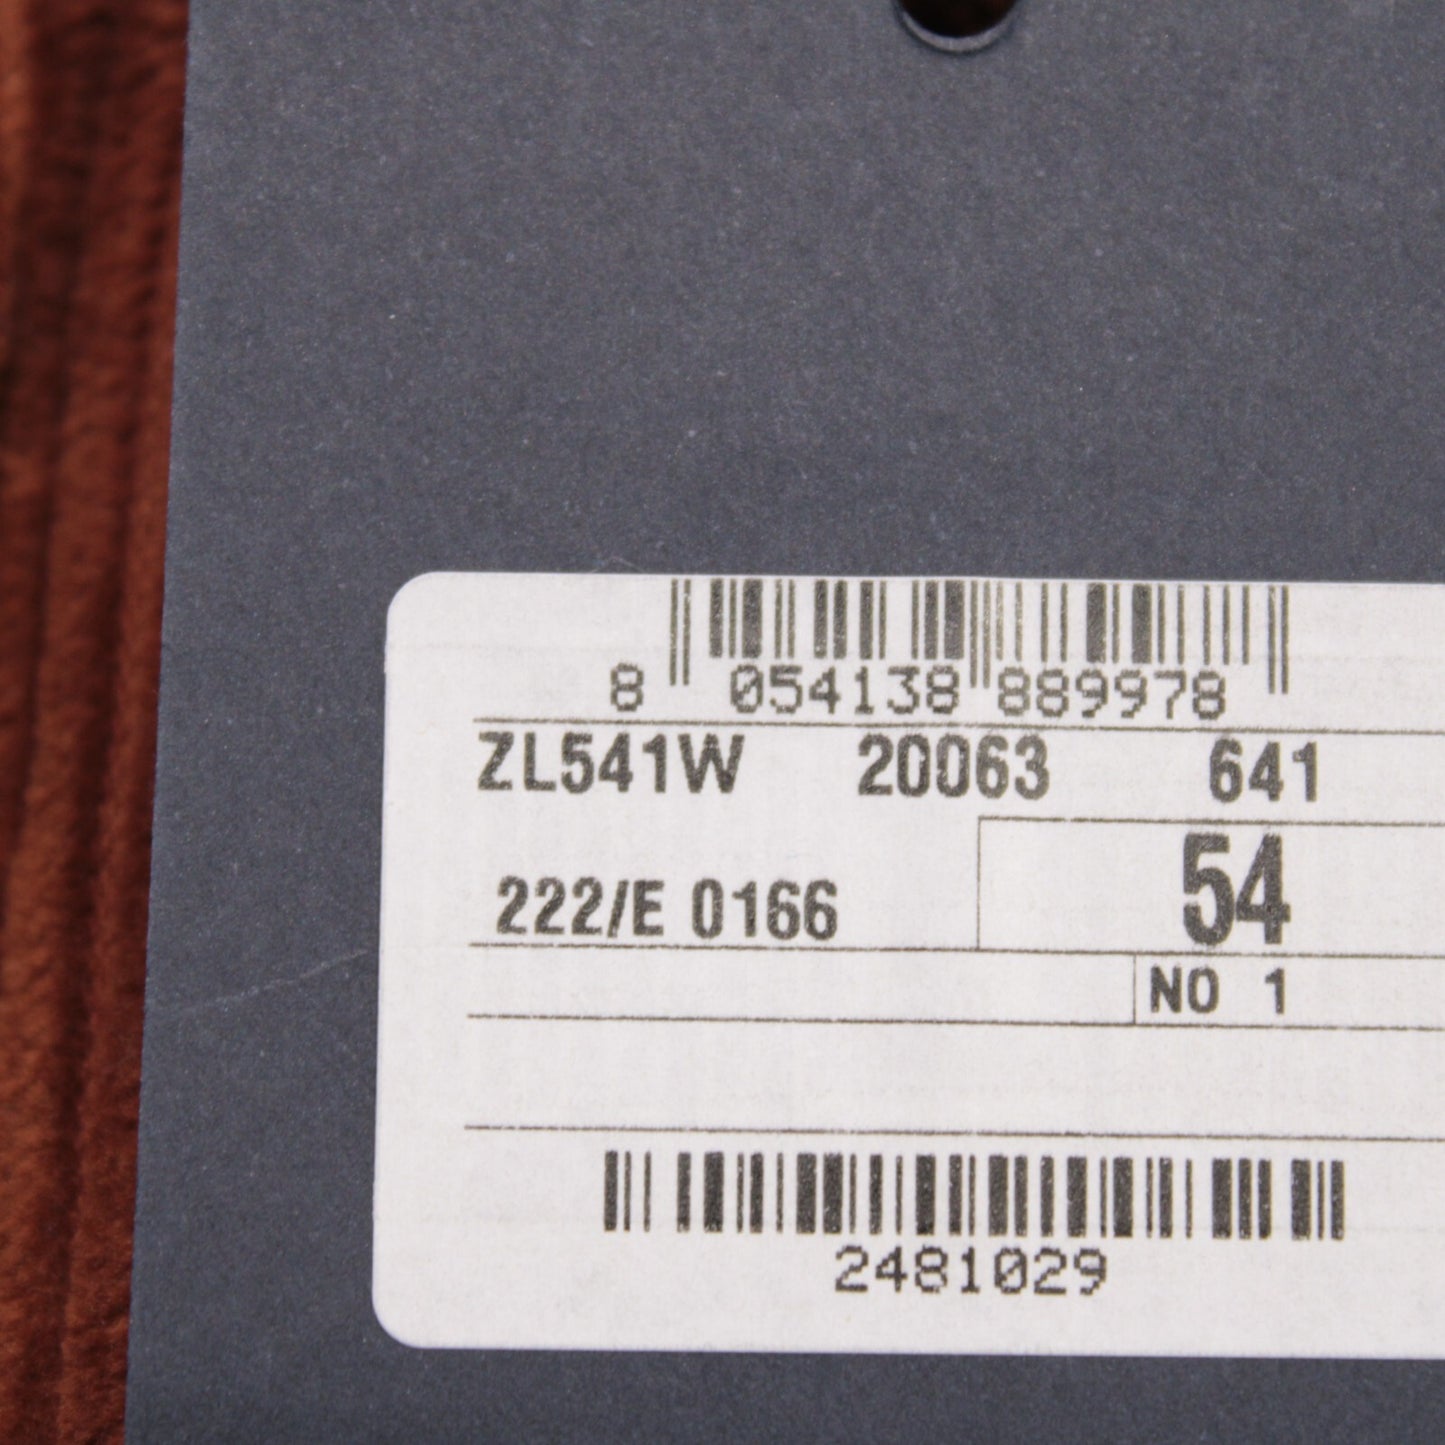 8 054138 889978
ZL541W 20063 641
222/E 0166 54
NO 1
2481029